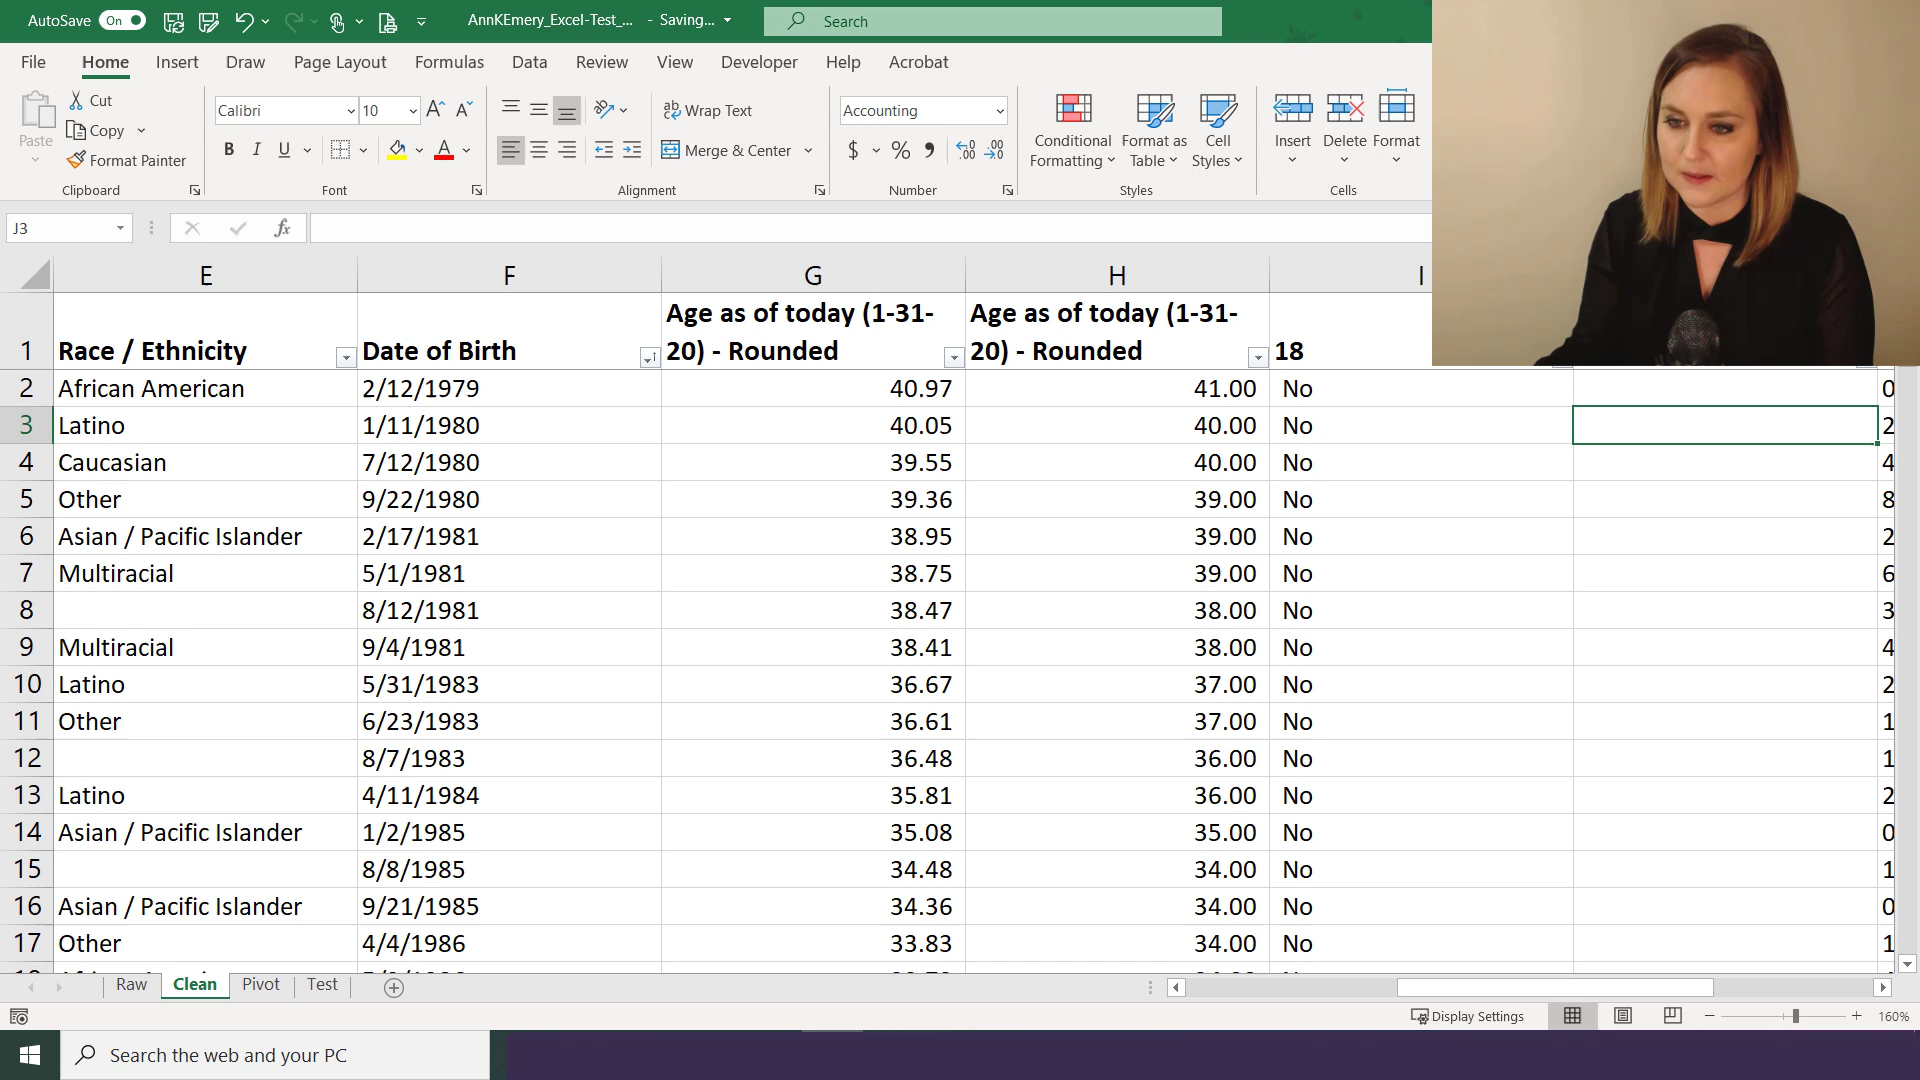 AutoSave On AnnKEmery_Excel-Test_... - Saving... Search
File Home Insert Draw Page Layout Formulas Data Review View Developer Help Acrobat
Paste Cut Copy Format Painter Clipboard
Calibri 10 B I U A Font
Wrap Text Merge & Center Alignment
Accounting $ % Number
Conditional Formatting Format as Table Cell Styles Styles
Insert Delete Format Cells
J3 fx
E F G H I
1 Race / Ethnicity Date of Birth Age as of today (1-31-20) - Rounded Age as of today (1-31-20) - Rounded 18
2 African American 2/12/1979 40.97 41.00 No 0
3 Latino 1/11/1980 40.05 40.00 No 2
4 Caucasian 7/12/1980 39.55 40.00 No 4
5 Other 9/22/1980 39.36 39.00 No 8
6 Asian / Pacific Islander 2/17/1981 38.95 39.00 No 2
7 Multiracial 5/1/1981 38.75 39.00 No 6
8 8/12/1981 38.47 38.00 No 3
9 Multiracial 9/4/1981 38.41 38.00 No 4
10 Latino 5/31/1983 36.67 37.00 No 2
11 Other 6/23/1983 36.61 37.00 No 1
12 8/7/1983 36.48 36.00 No 1
13 Latino 4/11/1984 35.81 36.00 No 2
14 Asian / Pacific Islander 1/2/1985 35.08 35.00 No 0
15 8/8/1985 34.48 34.00 No 1
16 Asian / Pacific Islander 9/21/1985 34.36 34.00 No 0
17 Other 4/4/1986 33.83 34.00 No 1
Raw Clean Pivot Test
Display Settings 160%
Search the web and your PC